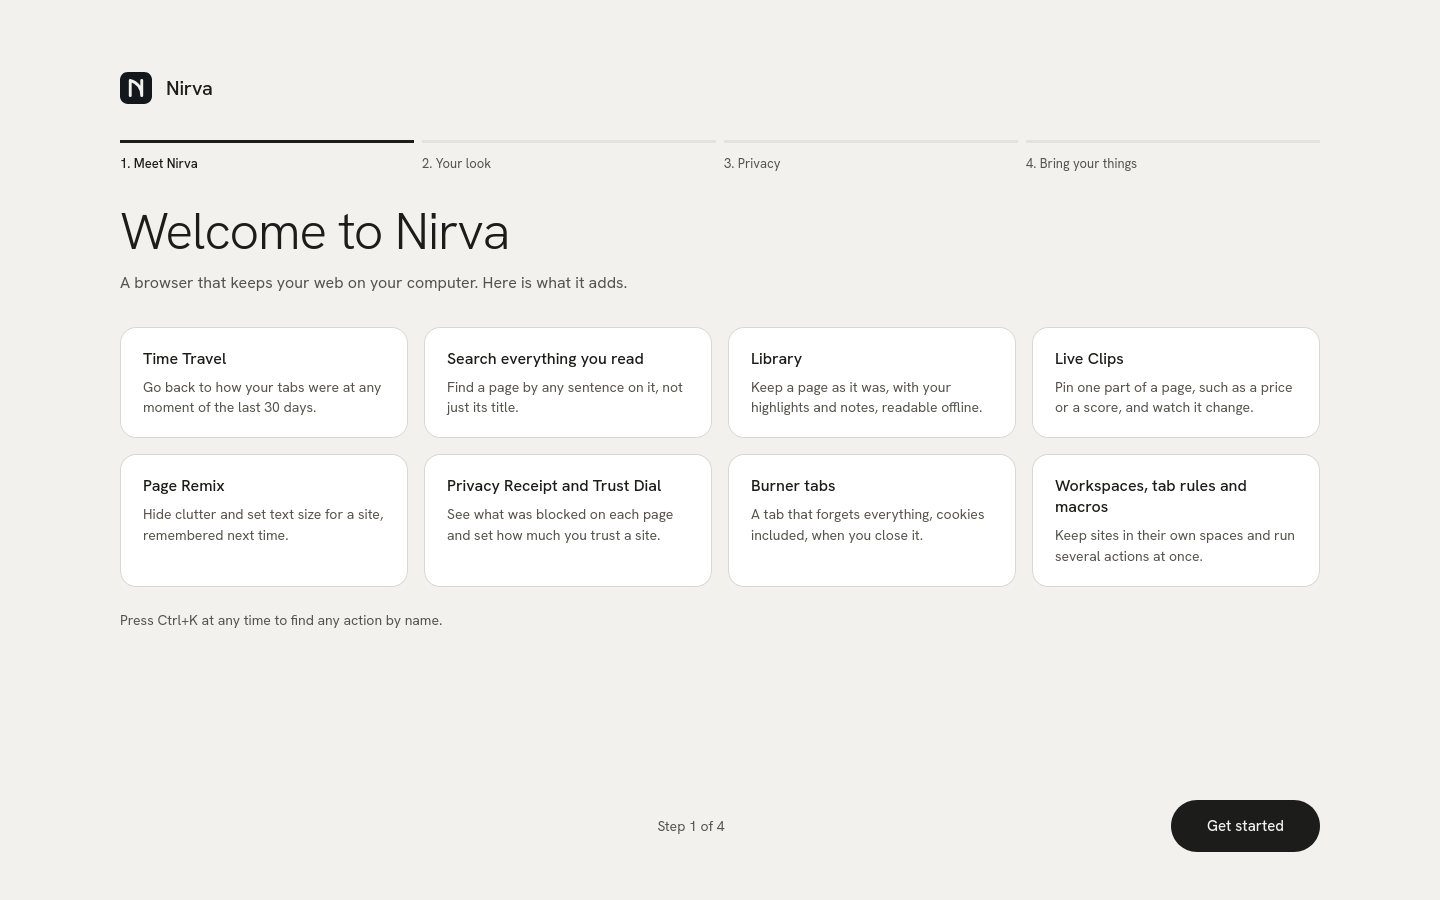 Nirva
1. Meet Nirva
2. Your look
3. Privacy
4. Bring your things
Welcome to Nirva
A browser that keeps your web on your computer. Here is what it adds.
Time Travel
Go back to how your tabs were at any
moment of the last 30 days.
Search everything you read
Find a page by any sentence on it, not
just its title.
Library
Keep a page as it was, with your
highlights and notes, readable offline.
Live Clips
Pin one part of a page, such as a price
or a score, and watch it change.
Page Remix
Hide clutter and set text size for a site,
remembered next time.
Privacy Receipt and Trust Dial
See what was blocked on each page
and set how much you trust a site.
Burner tabs
A tab that forgets everything, cookies
included, when you close it.
Workspaces, tab rules and
macros
Keep sites in their own spaces and run
several actions at once.
Press Ctrl+K at any time to find any action by name.
Step 1 of 4
Get started